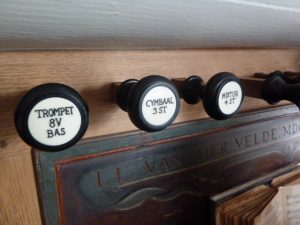 TROMPET
8V
BAS
CYMBAAL
3 ST
MIXTUR
4 ST
VAN DER VELDE